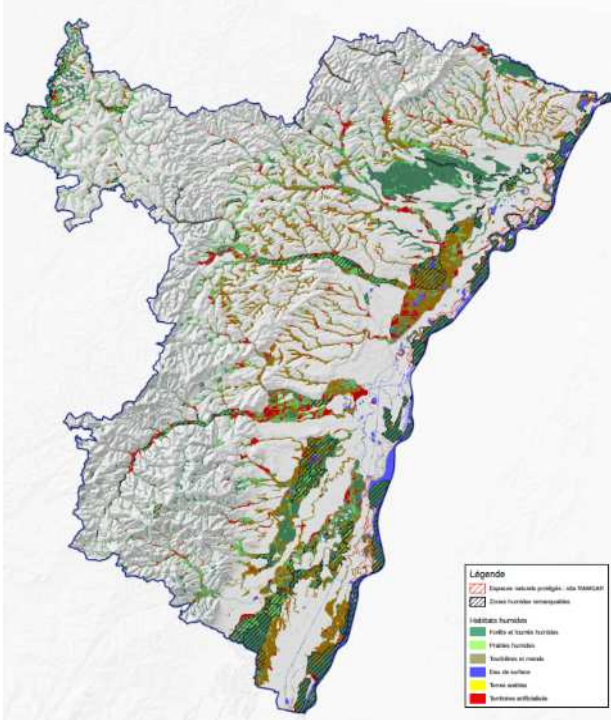 Légende
Espaces naturels protégés : site RAMSAR
Zones humides remarquables
Habitats humides
Forêts et fourrés humides
Prairies humides
Tourbières et marais
Eau de surface
Terres arables
Territoires artificialisés